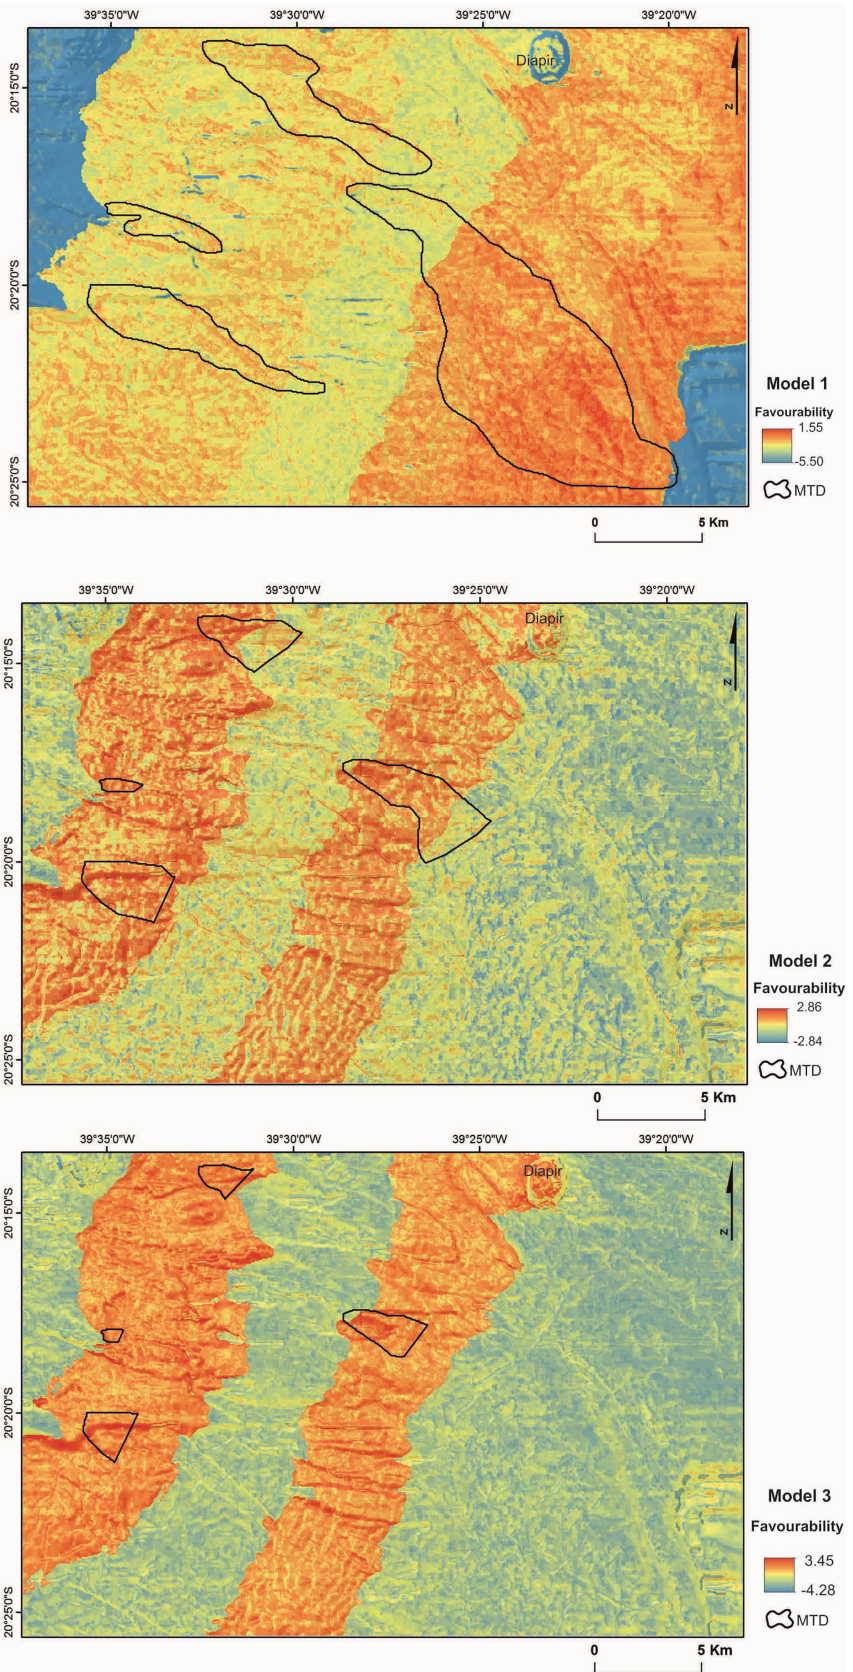 39°35'0"W 39°30'0"W 39°25'0"W 39°20'0"W
20°15'0"S
20°20'0"S
20°25'0"S
Diapir
N
Model 1
Favourability
1.55
-5.50
MTD
0 5 Km
39°35'0"W 39°30'0"W 39°25'0"W 39°20'0"W
20°15'0"S
20°20'0"S
20°25'0"S
Diapir
N
Model 2
Favourability
2.86
-2.84
MTD
0 5 Km
39°35'0"W 39°30'0"W 39°25'0"W 39°20'0"W
20°15'0"S
20°20'0"S
20°25'0"S
Diapir
N
Model 3
Favourability
3.45
-4.28
MTD
0 5 Km